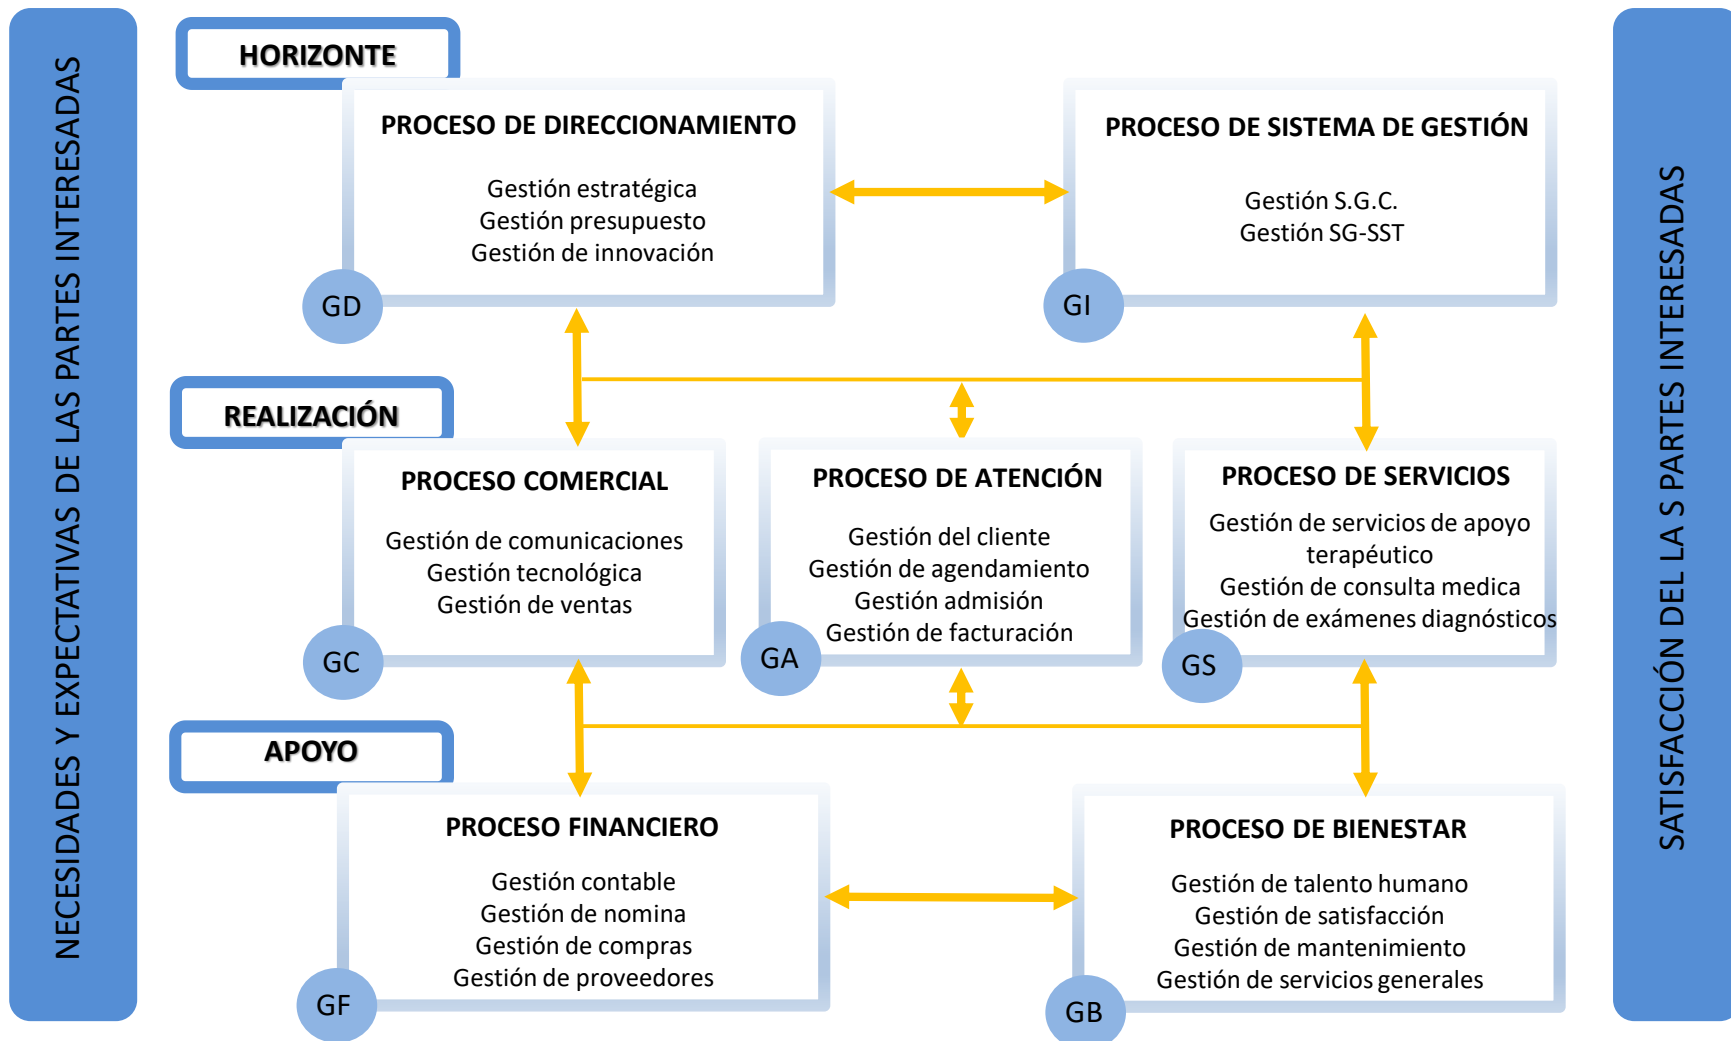 NECESIDADES Y EXPECTATIVAS DE LAS PARTES INTERESADAS
HORIZONTE
PROCESO DE DIRECCIONAMIENTO
Gestión estratégica
Gestión presupuesto
Gestión de innovación
GD
PROCESO DE SISTEMA DE GESTIÓN
Gestión S.G.C.
Gestión SG-SST
GI
REALIZACIÓN
PROCESO COMERCIAL
Gestión de comunicaciones
Gestión tecnológica
Gestión de ventas
GC
PROCESO DE ATENCIÓN
Gestión del cliente
Gestión de agendamiento
Gestión admisión
Gestión de facturación
GA
PROCESO DE SERVICIOS
Gestión de servicios de apoyo
terapéutico
Gestión de consulta medica
Gestión de exámenes diagnósticos
GS
APOYO
PROCESO FINANCIERO
Gestión contable
Gestión de nomina
Gestión de compras
Gestión de proveedores
GF
PROCESO DE BIENESTAR
Gestión de talento humano
Gestión de satisfacción
Gestión de mantenimiento
Gestión de servicios generales
GB
SATISFACCIÓN DEL LA S PARTES INTERESADAS